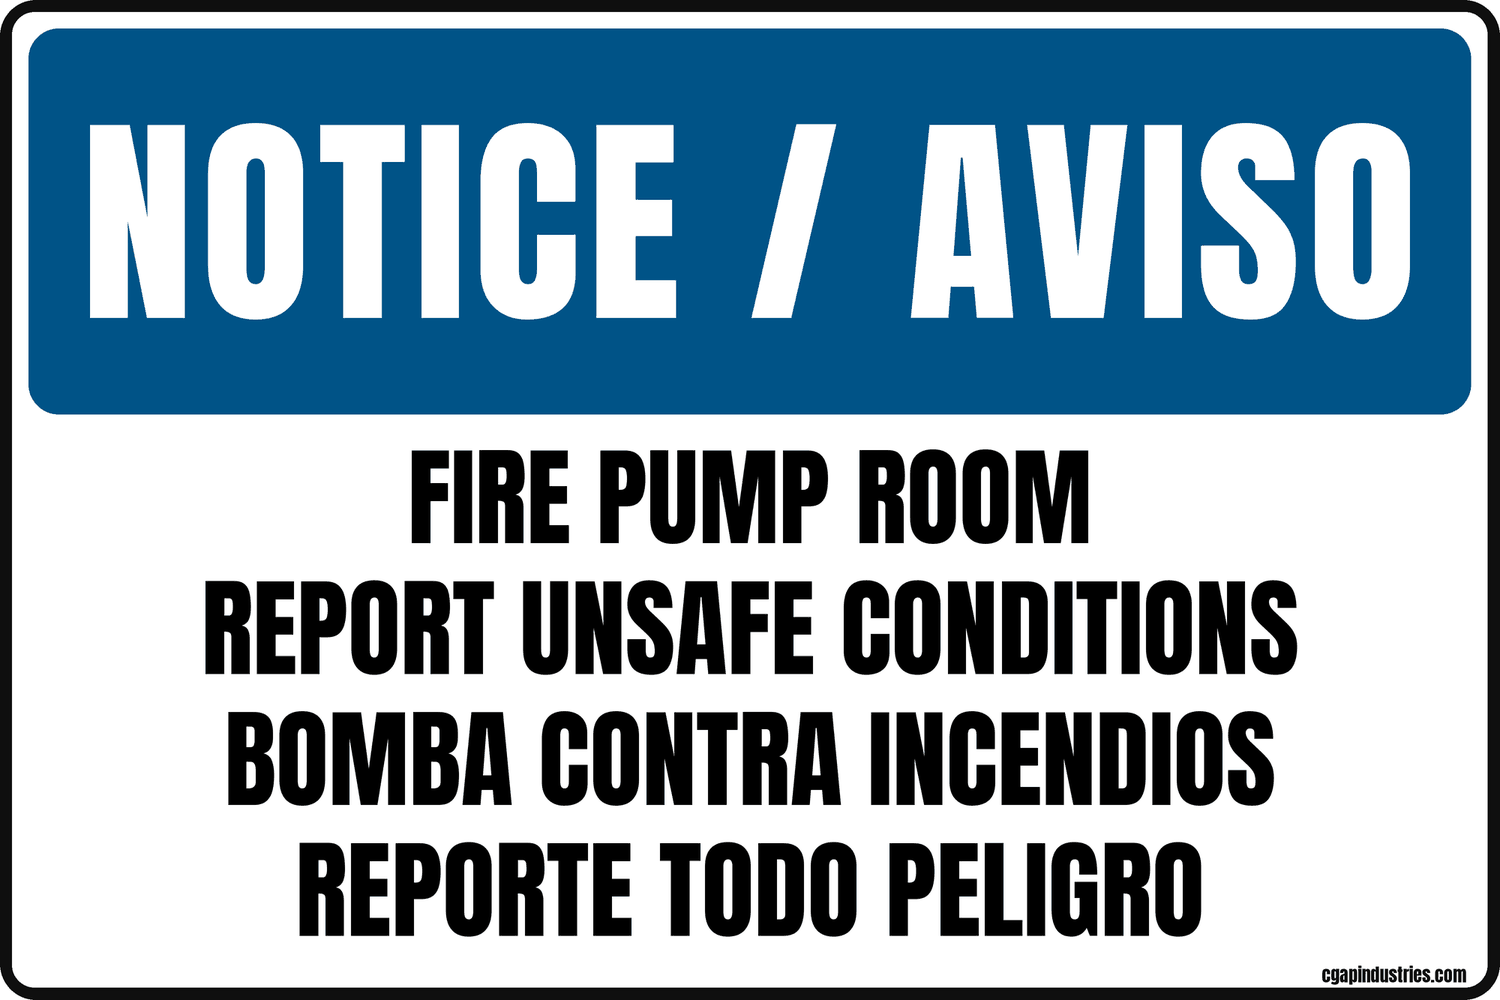 NOTICE / AVISO
FIRE PUMP ROOM
REPORT UNSAFE CONDITIONS
BOMBA CONTRA INCENDIOS
REPORTE TODO PELIGRO
cgapindustries.com